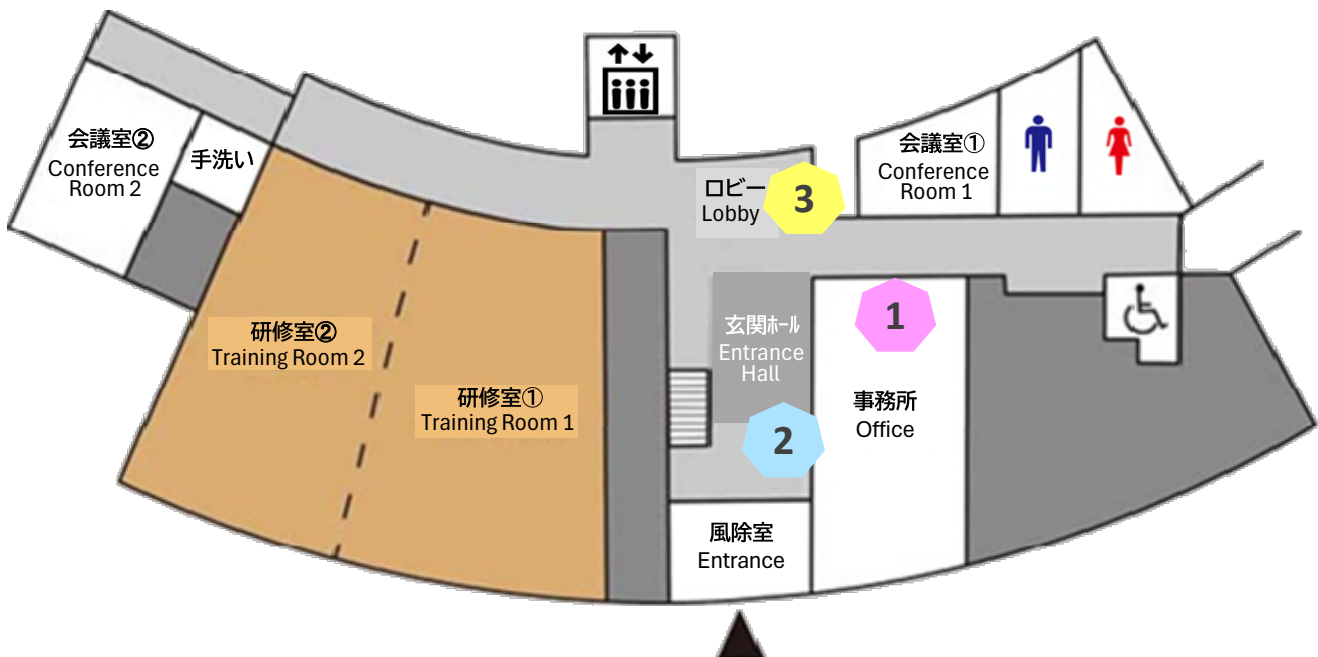 会議室②
Conference
Room 2
手洗い
研修室②
Training Room 2
研修室①
Training Room 1
ロビー
Lobby
3
会議室①
Conference
Room 1
玄関ﾎｰﾙ
Entrance
Hall
1
2
事務所
Office
風除室
Entrance